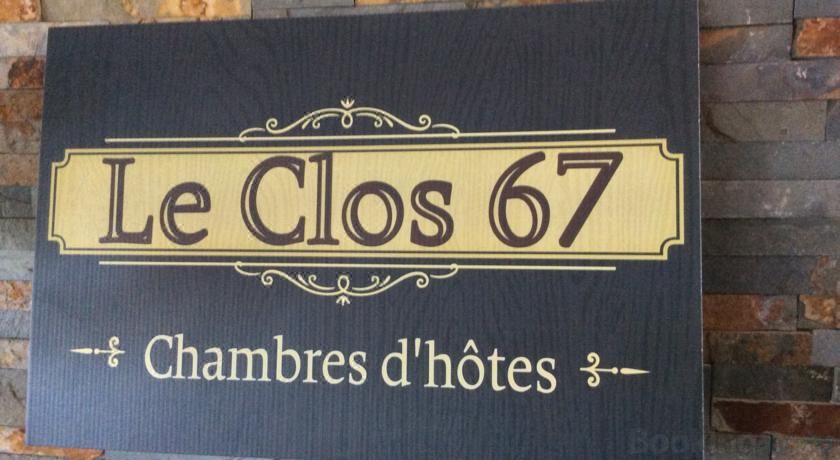 Le Clos 67
Chambres d'hôtes